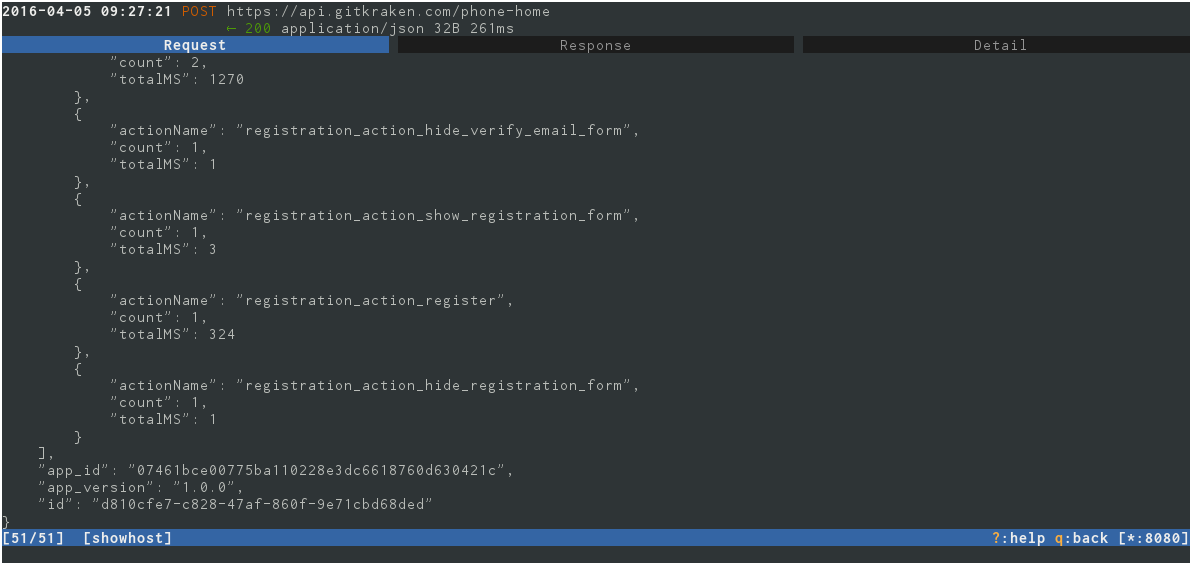 2016-04-05 09:27:21 POST https://api.gitkraken.com/phone-home
← 200 application/json 32B 261ms
Request Response Detail
"count": 2,
"totalMS": 1270
},
{
"actionName": "registration_action_hide_verify_email_form",
"count": 1,
"totalMS": 1
},
{
"actionName": "registration_action_show_registration_form",
"count": 1,
"totalMS": 3
},
{
"actionName": "registration_action_register",
"count": 1,
"totalMS": 324
},
{
"actionName": "registration_action_hide_registration_form",
"count": 1,
"totalMS": 1
}
],
"app_id": "07461bce00775ba110228e3dc6618760d630421c",
"app_version": "1.0.0",
"id": "d810cfe7-c828-47af-860f-9e71cbd68ded"
}
[51/51] [showhost] ?:help q:back [*:8080]